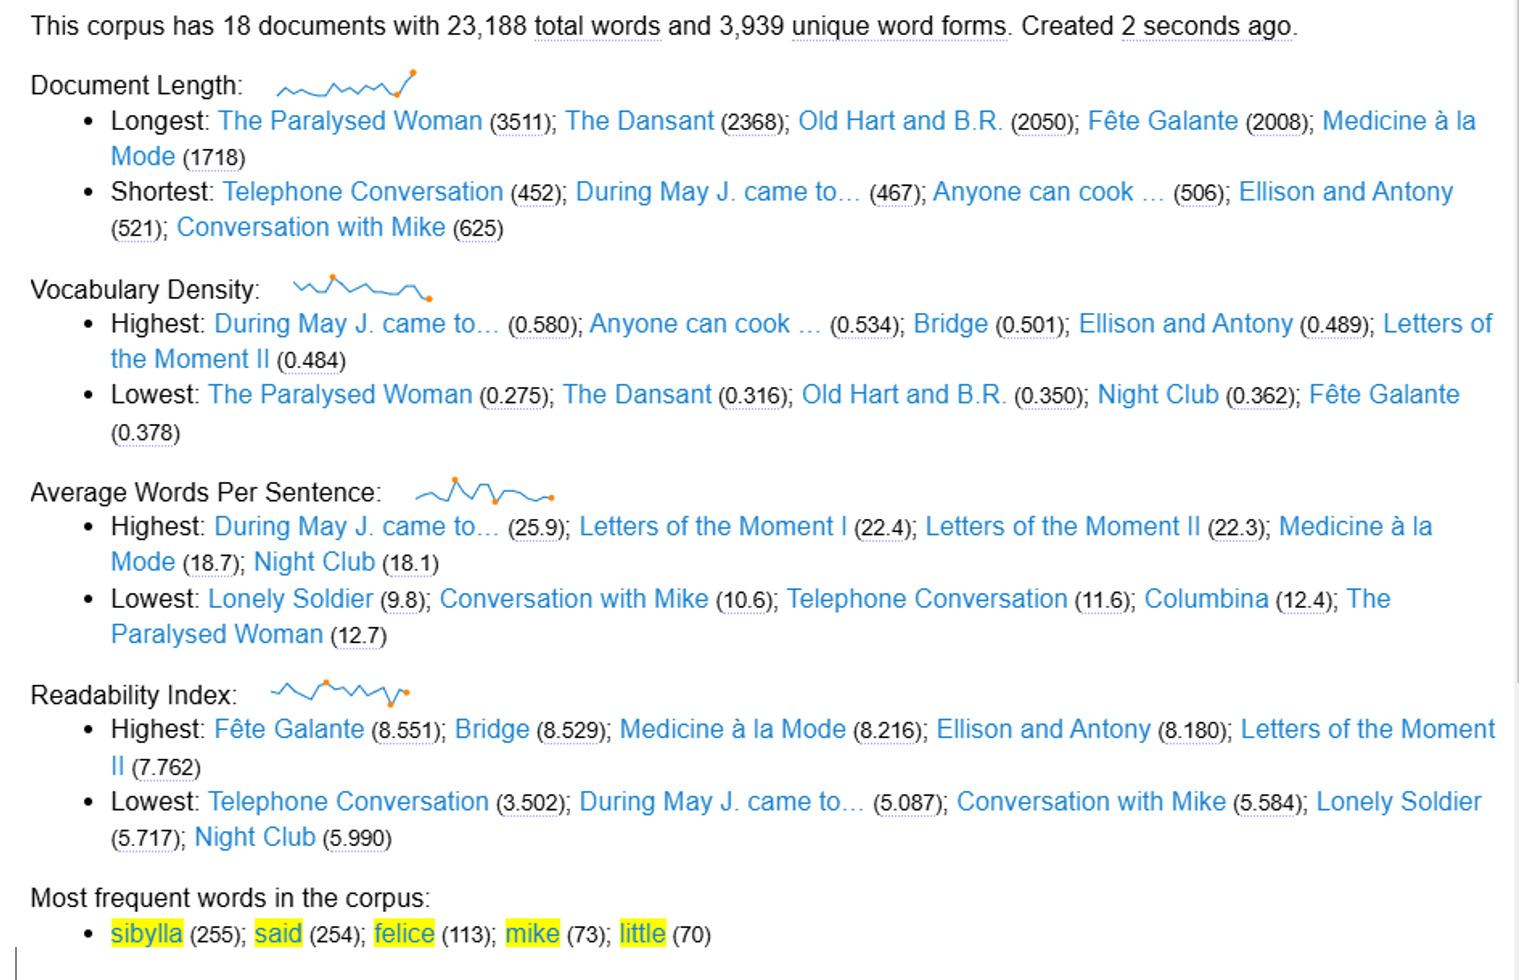 This corpus has 18 documents with 23,188 total words and 3,939 unique word forms. Created 2 seconds ago.
Document Length:
• Longest: The Paralysed Woman (3511); The Dansant (2368); Old Hart and B.R. (2050); Fête Galante (2008); Medicine à la
Mode (1718)
• Shortest: Telephone Conversation (452); During May J. came to... (467); Anyone can cook ... (506); Ellison and Antony
(521); Conversation with Mike (625)
Vocabulary Density:
• Highest: During May J. came to... (0.580); Anyone can cook ... (0.534); Bridge (0.501); Ellison and Antony (0.489); Letters of
the Moment II (0.484)
• Lowest: The Paralysed Woman (0.275); The Dansant (0.316); Old Hart and B.R. (0.350); Night Club (0.362); Fête Galante
(0.378)
Average Words Per Sentence:
• Highest: During May J. came to... (25.9); Letters of the Moment I (22.4); Letters of the Moment II (22.3); Medicine à la
Mode (18.7); Night Club (18.1)
• Lowest: Lonely Soldier (9.8); Conversation with Mike (10.6); Telephone Conversation (11.6); Columbina (12.4); The
Paralysed Woman (12.7)
Readability Index:
• Highest: Fête Galante (8.551); Bridge (8.529); Medicine à la Mode (8.216); Ellison and Antony (8.180); Letters of the Moment
II (7.762)
• Lowest: Telephone Conversation (3.502); During May J. came to... (5.087); Conversation with Mike (5.584); Lonely Soldier
(5.717); Night Club (5.990)
Most frequent words in the corpus:
• sibylla (255); said (254); felice (113); mike (73); little (70)